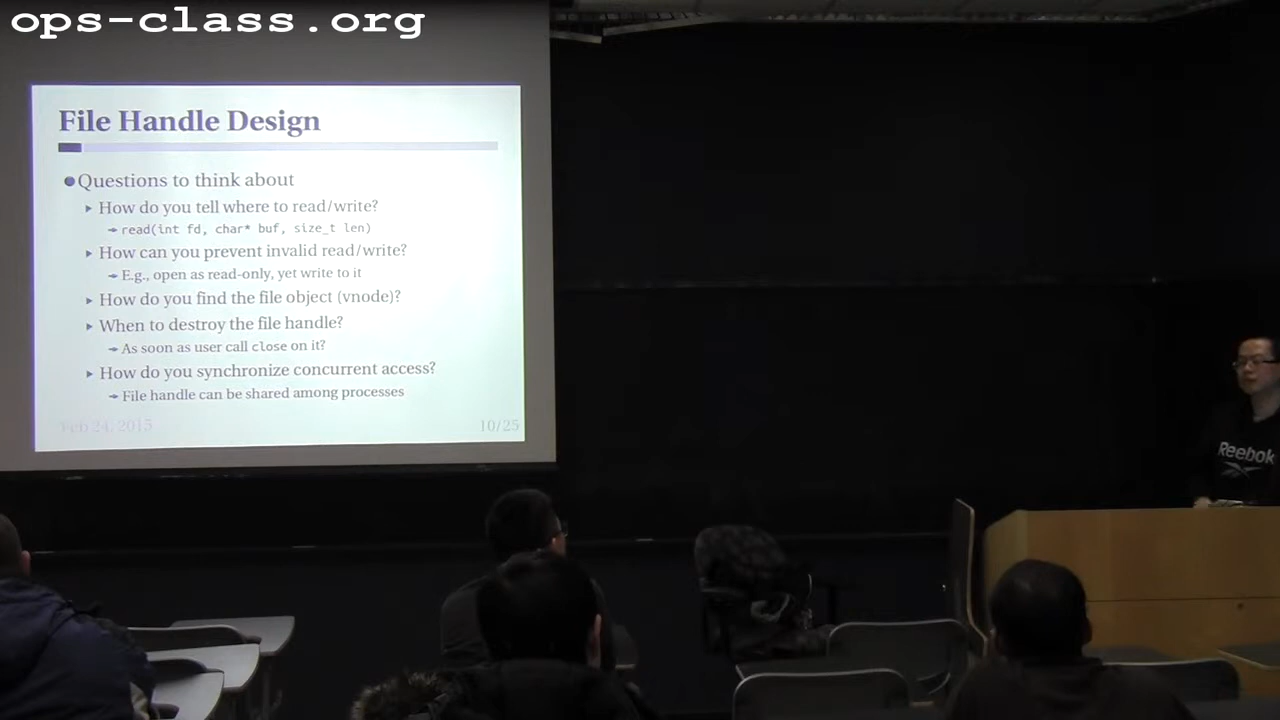 ops-class.org
File Handle Design
Questions to think about
How do you tell where to read/write?
read(int fd, char* buf, size_t len)
How can you prevent invalid read/write?
E.g., open as read-only, yet write to it
How do you find the file object (vnode)?
When to destroy the file handle?
As soon as user call close on it?
How do you synchronize concurrent access?
File handle can be shared among processes
Feb 24, 2015
10/25
Reebok